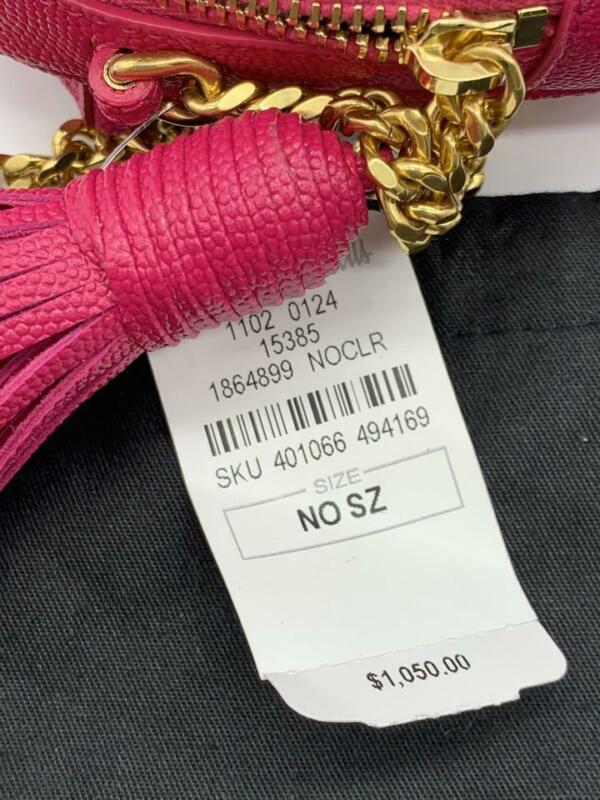 1102 0124
15385
1864899 NOCLR
SKU 401066 494169
SIZE
NO SZ
$1,050.00